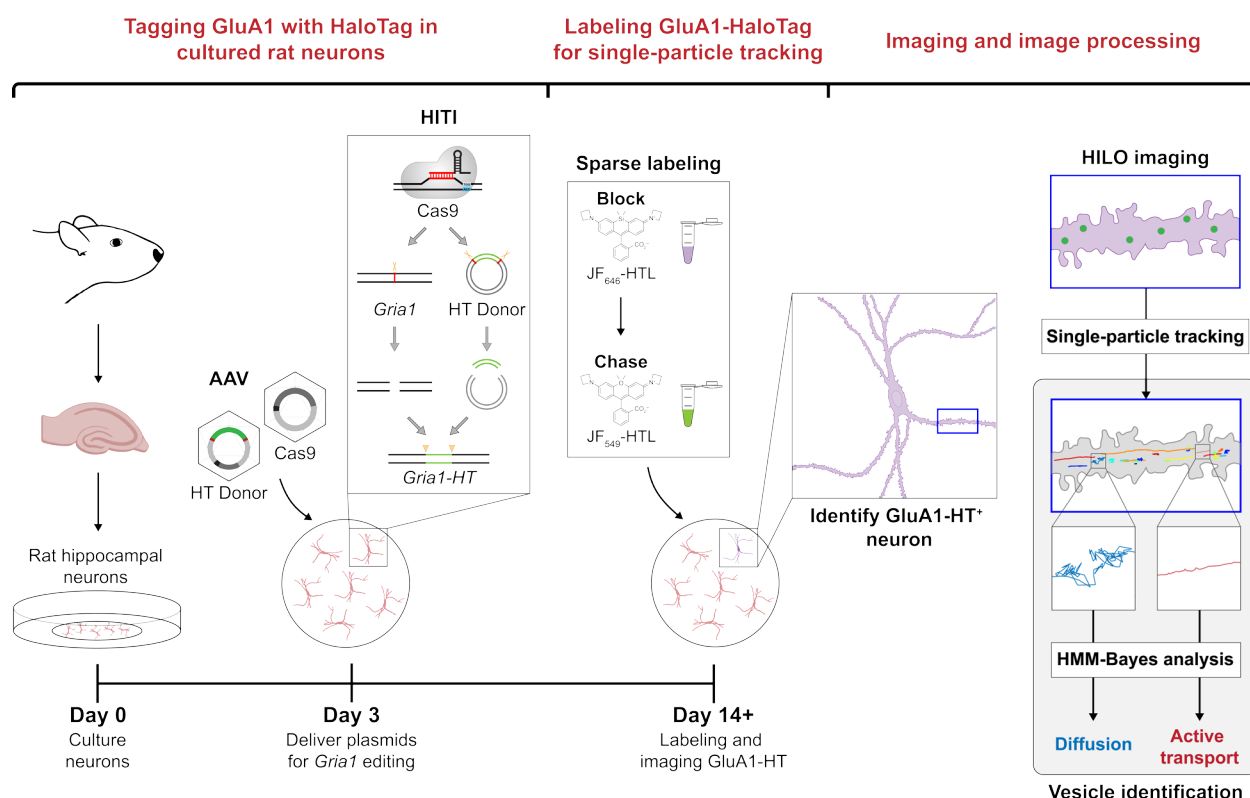 Tagging GluA1 with HaloTag in
cultured rat neurons
Labeling GluA1-HaloTag
for single-particle tracking
Imaging and image processing
HITI
Cas9
Gria1
HT Donor
Gria1-HT
AAV
Cas9
HT Donor
Rat hippocampal
neurons
Sparse labeling
Block
JF646-HTL
Chase
JF549-HTL
Identify GluA1-HT+
neuron
HILO imaging
Single-particle tracking
HMM-Bayes analysis
Diffusion
Active
transport
Vesicle identification
Day 0
Culture
neurons
Day 3
Deliver plasmids
for Gria1 editing
Day 14+
Labeling and
imaging GluA1-HT